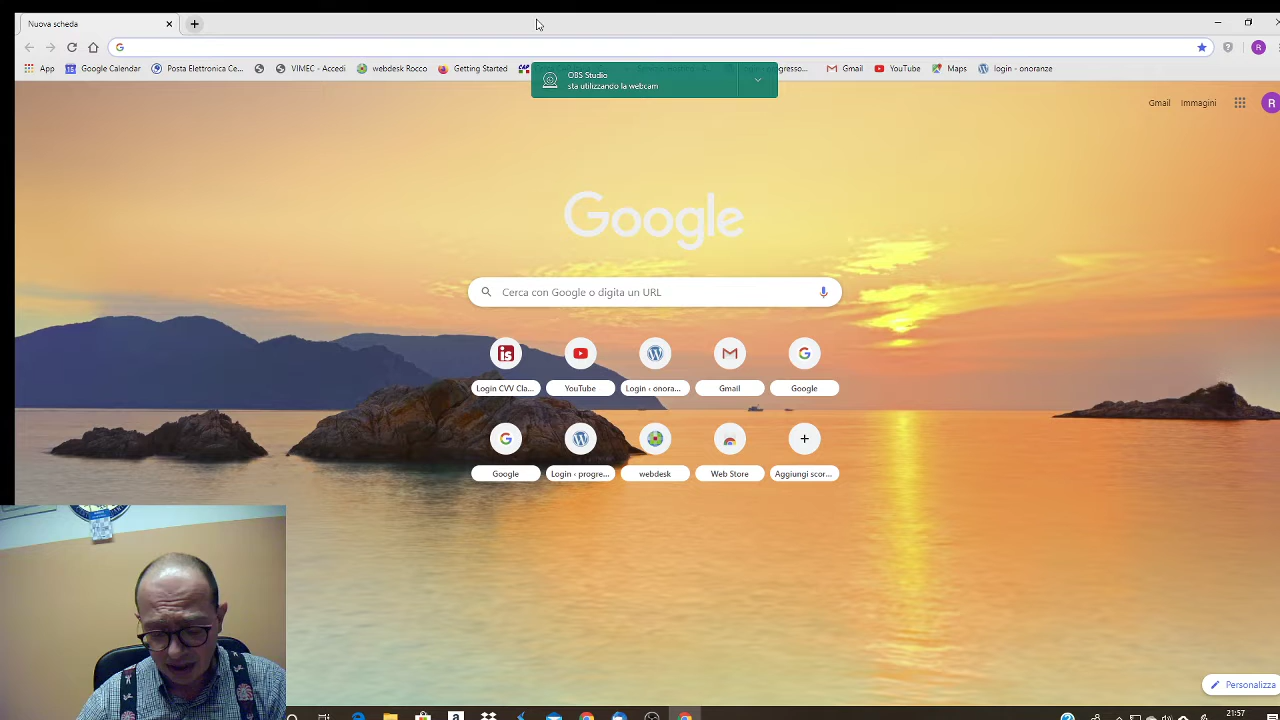 Nuova scheda
App
Google Calendar
Posta Elettronica Ce...
VIMEC - Accedi
webdesk Rocco
Getting Started
Gmail
YouTube
Maps
login - onoranze
OBS Studio
sta utilizzando la webcam
Gmail Immagini
R
Google
Cerca con Google o digita un URL
Login CVV Cla...
YouTube
Login ‹ onora...
Gmail
Google
Google
Login ‹ progre...
webdesk
Web Store
Aggiungi scor...
Personalizza
21:57